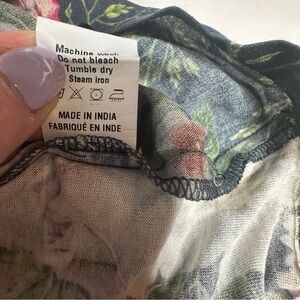 Machine wash
Do not bleach
Tumble dry
Steam iron
MADE IN INDIA
FABRIQUÉ EN INDE